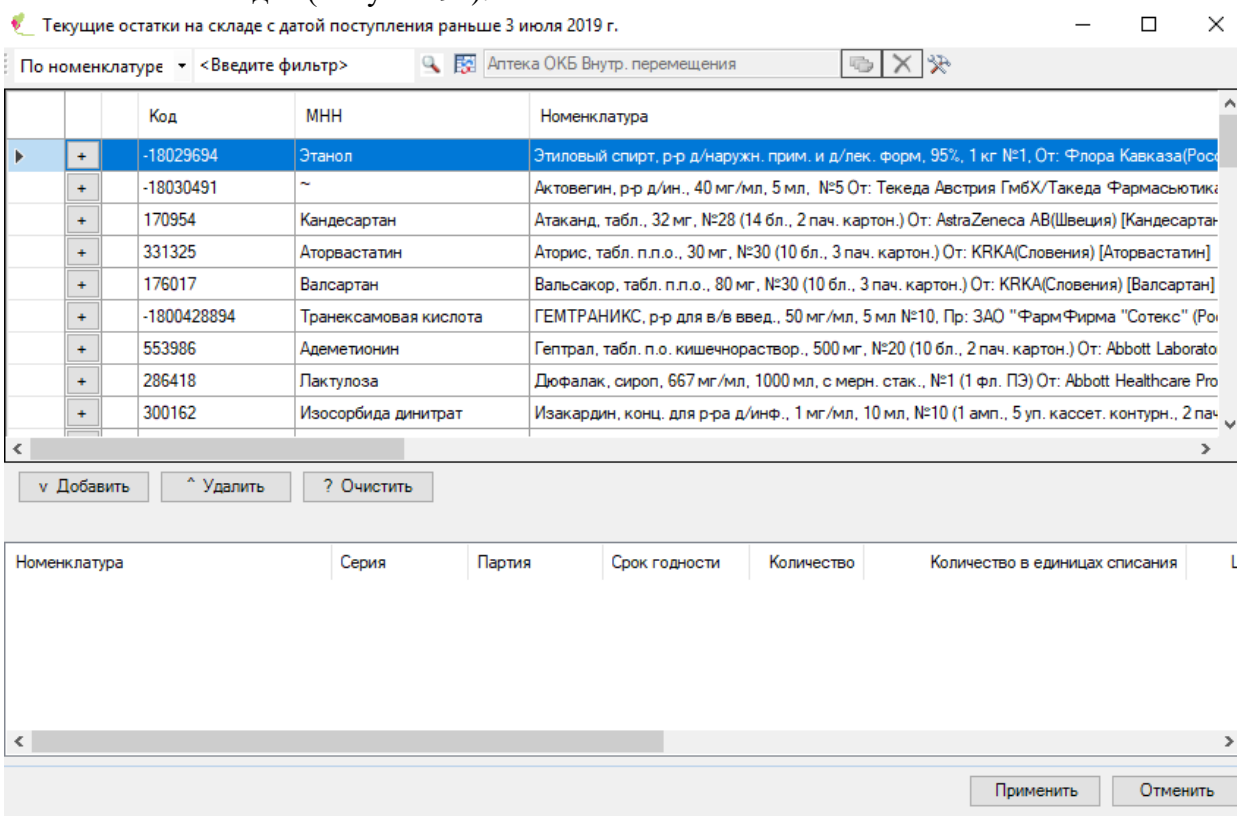 Текущие остатки на складе с датой поступления раньше 3 июля 2019 г.
По номенклатуре <Введите фильтр> Аптека ОКБ Внутр. перемещения
Код МНН Номенклатура
+ -18029694 Этанол Этиловый спирт, р-р д/наружн. прим. и д/лек. форм, 95%, 1 кг №1, От: Флора Кавказа(Росс
+ -18030491 ~ Актовегин, р-р д/ин., 40 мг/мл, 5 мл, №5 От: Текеда Австрия ГмбХ/Такеда Фармасьютика
+ 170954 Кандесартан Атаканд, табл., 32 мг, №28 (14 бл., 2 пач. картон.) От: AstraZeneca AB(Швеция) [Кандесартан
+ 331325 Аторвастатин Аторис, табл. п.п.о., 30 мг, №30 (10 бл., 3 пач. картон.) От: KRKA(Словения) [Аторвастатин]
+ 176017 Валсартан Вальсакор, табл. п.п.о., 80 мг, №30 (10 бл., 3 пач. картон.) От: KRKA(Словения) [Валсартан]
+ -1800428894 Транексамовая кислота ГЕМТРАНИКС, р-р для в/в введ., 50 мг/мл, 5 мл №10, Пр: ЗАО "ФармФирма "Сотекс" (Ро
+ 553986 Адеметионин Гептрал, табл. п.о. кишечнораствор., 500 мг, №20 (10 бл., 2 пач. картон.) От: Abbott Laborato
+ 286418 Лактулоза Дюфалак, сироп, 667 мг/мл, 1000 мл, с мерн. стак., №1 (1 фл. ПЭ) От: Abbott Healthcare Pro
+ 300162 Изосорбида динитрат Изакардин, конц. для р-ра д/инф., 1 мг/мл, 10 мл, №10 (1 амп., 5 уп. кассет. контурн., 2 пач
v Добавить ^ Удалить ? Очистить
Номенклатура Серия Партия Срок годности Количество Количество в единицах списания
Применить Отменить